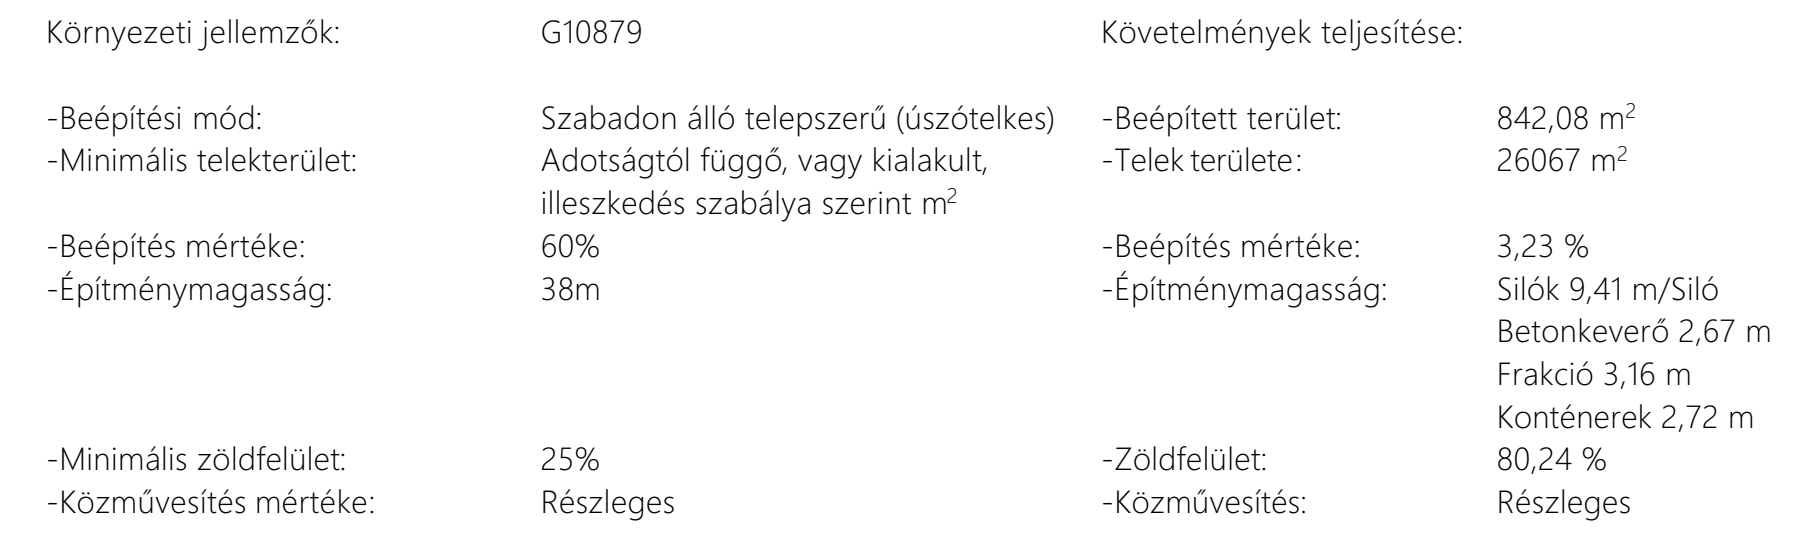 Környezeti jellemzők: G10879 Követelmények teljesítése:
-Beépítési mód: Szabadon álló telepszerű (úszótelkes) -Beépített terület: 842,08 m²
-Minimális telekterület: Adotságtól függő, vagy kialakult, -Telek területe: 26067 m²
illeszkedés szabálya szerint m²
-Beépítés mértéke: 60% -Beépítés mértéke: 3,23 %
-Építménymagasság: 38m -Építménymagasság: Silók 9,41 m/Siló
Betonkeverő 2,67 m
Frakció 3,16 m
Konténerek 2,72 m
-Minimális zöldfelület: 25% -Zöldfelület: 80,24 %
-Közművesítés mértéke: Részleges -Közművesítés: Részleges